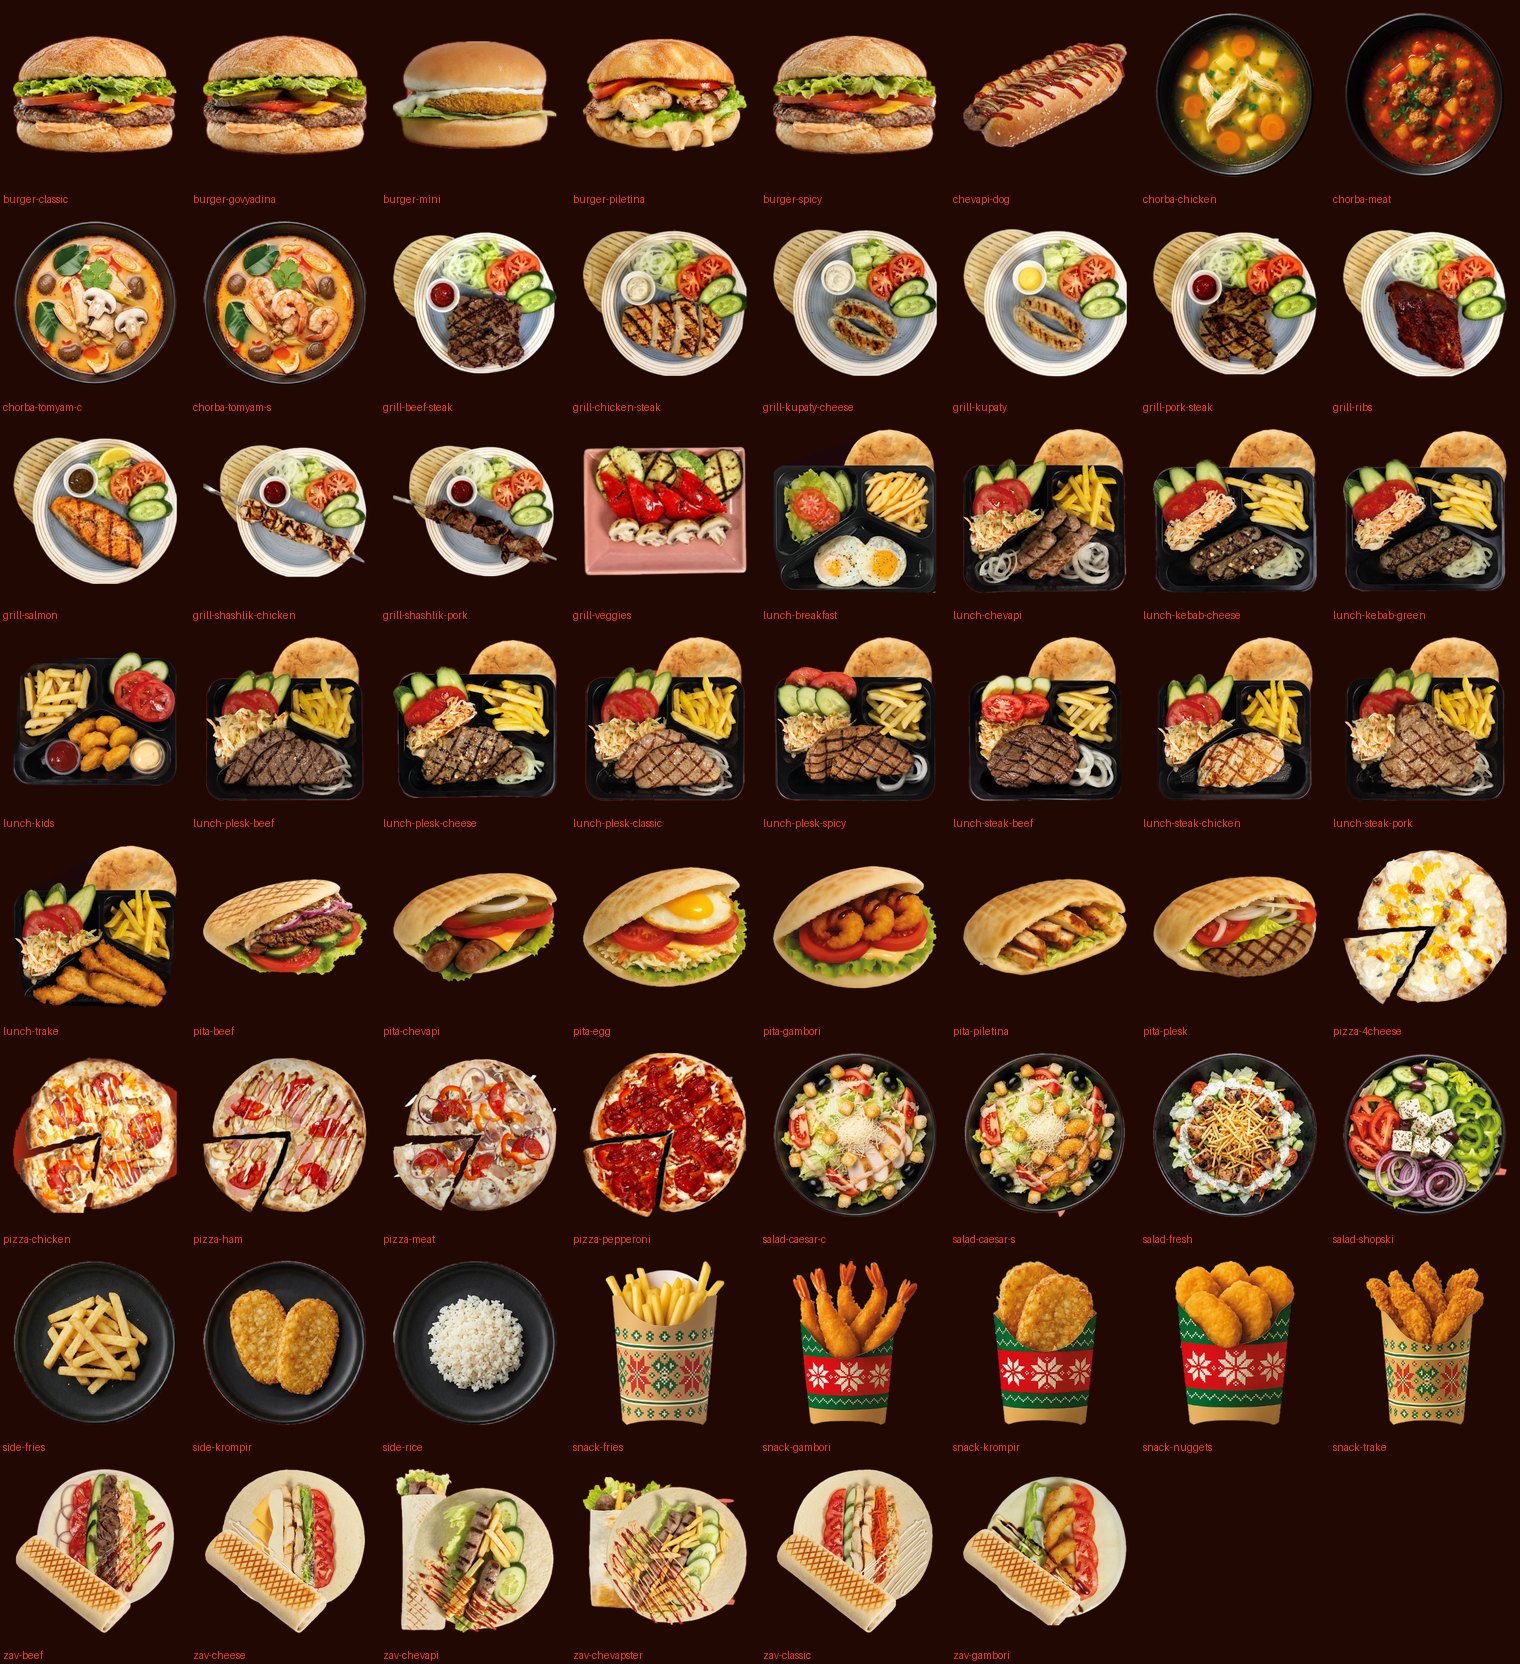 burger-classic
burger-govyadina
burger-mini
burger-piletina
burger-spicy
chevapi-dog
chorba-chicken
chorba-meat
chorba-tomyam-c
chorba-tomyam-s
grill-beef-steak
grill-chicken-steak
grill-kupaty-cheese
grill-kupaty
grill-pork-steak
grill-ribs
grill-salmon
grill-shashlik-chicken
grill-shashlik-pork
grill-veggies
lunch-breakfast
lunch-chevapi
lunch-kebab-cheese
lunch-kebab-green
lunch-kids
lunch-plesk-beef
lunch-plesk-cheese
lunch-plesk-classic
lunch-plesk-spicy
lunch-steak-beef
lunch-steak-chicken
lunch-steak-pork
lunch-trake
pita-beef
pita-chevapi
pita-egg
pita-gambori
pita-piletina
pita-plesk
pizza-4cheese
pizza-chicken
pizza-ham
pizza-meat
pizza-pepperoni
salad-caesar-c
salad-caesar-s
salad-fresh
salad-shopski
side-fries
side-krompir
side-rice
snack-fries
snack-gambori
snack-krompir
snack-nuggets
snack-trake
zav-beef
zav-cheese
zav-chevapi
zav-chevapster
zav-classic
zav-gambori